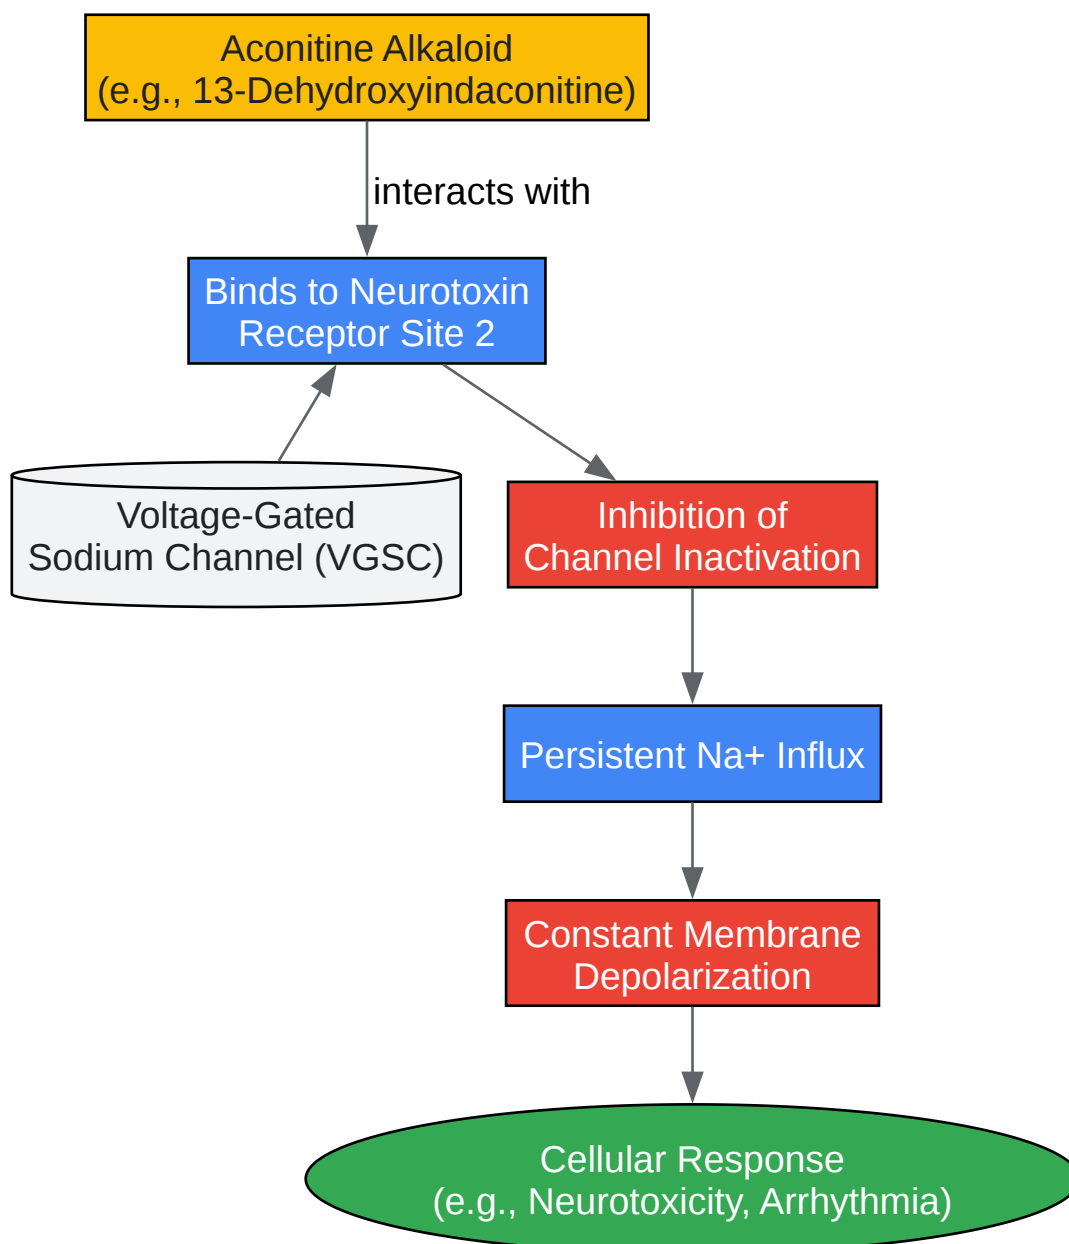 Aconitine Alkaloid
(e.g., 13-Dehydroxyindaconitine)
interacts with
Binds to Neurotoxin
Receptor Site 2
Voltage-Gated
Sodium Channel (VGSC)
Inhibition of
Channel Inactivation
Persistent Na+ Influx
Constant Membrane
Depolarization
Cellular Response
(e.g., Neurotoxicity, Arrhythmia)